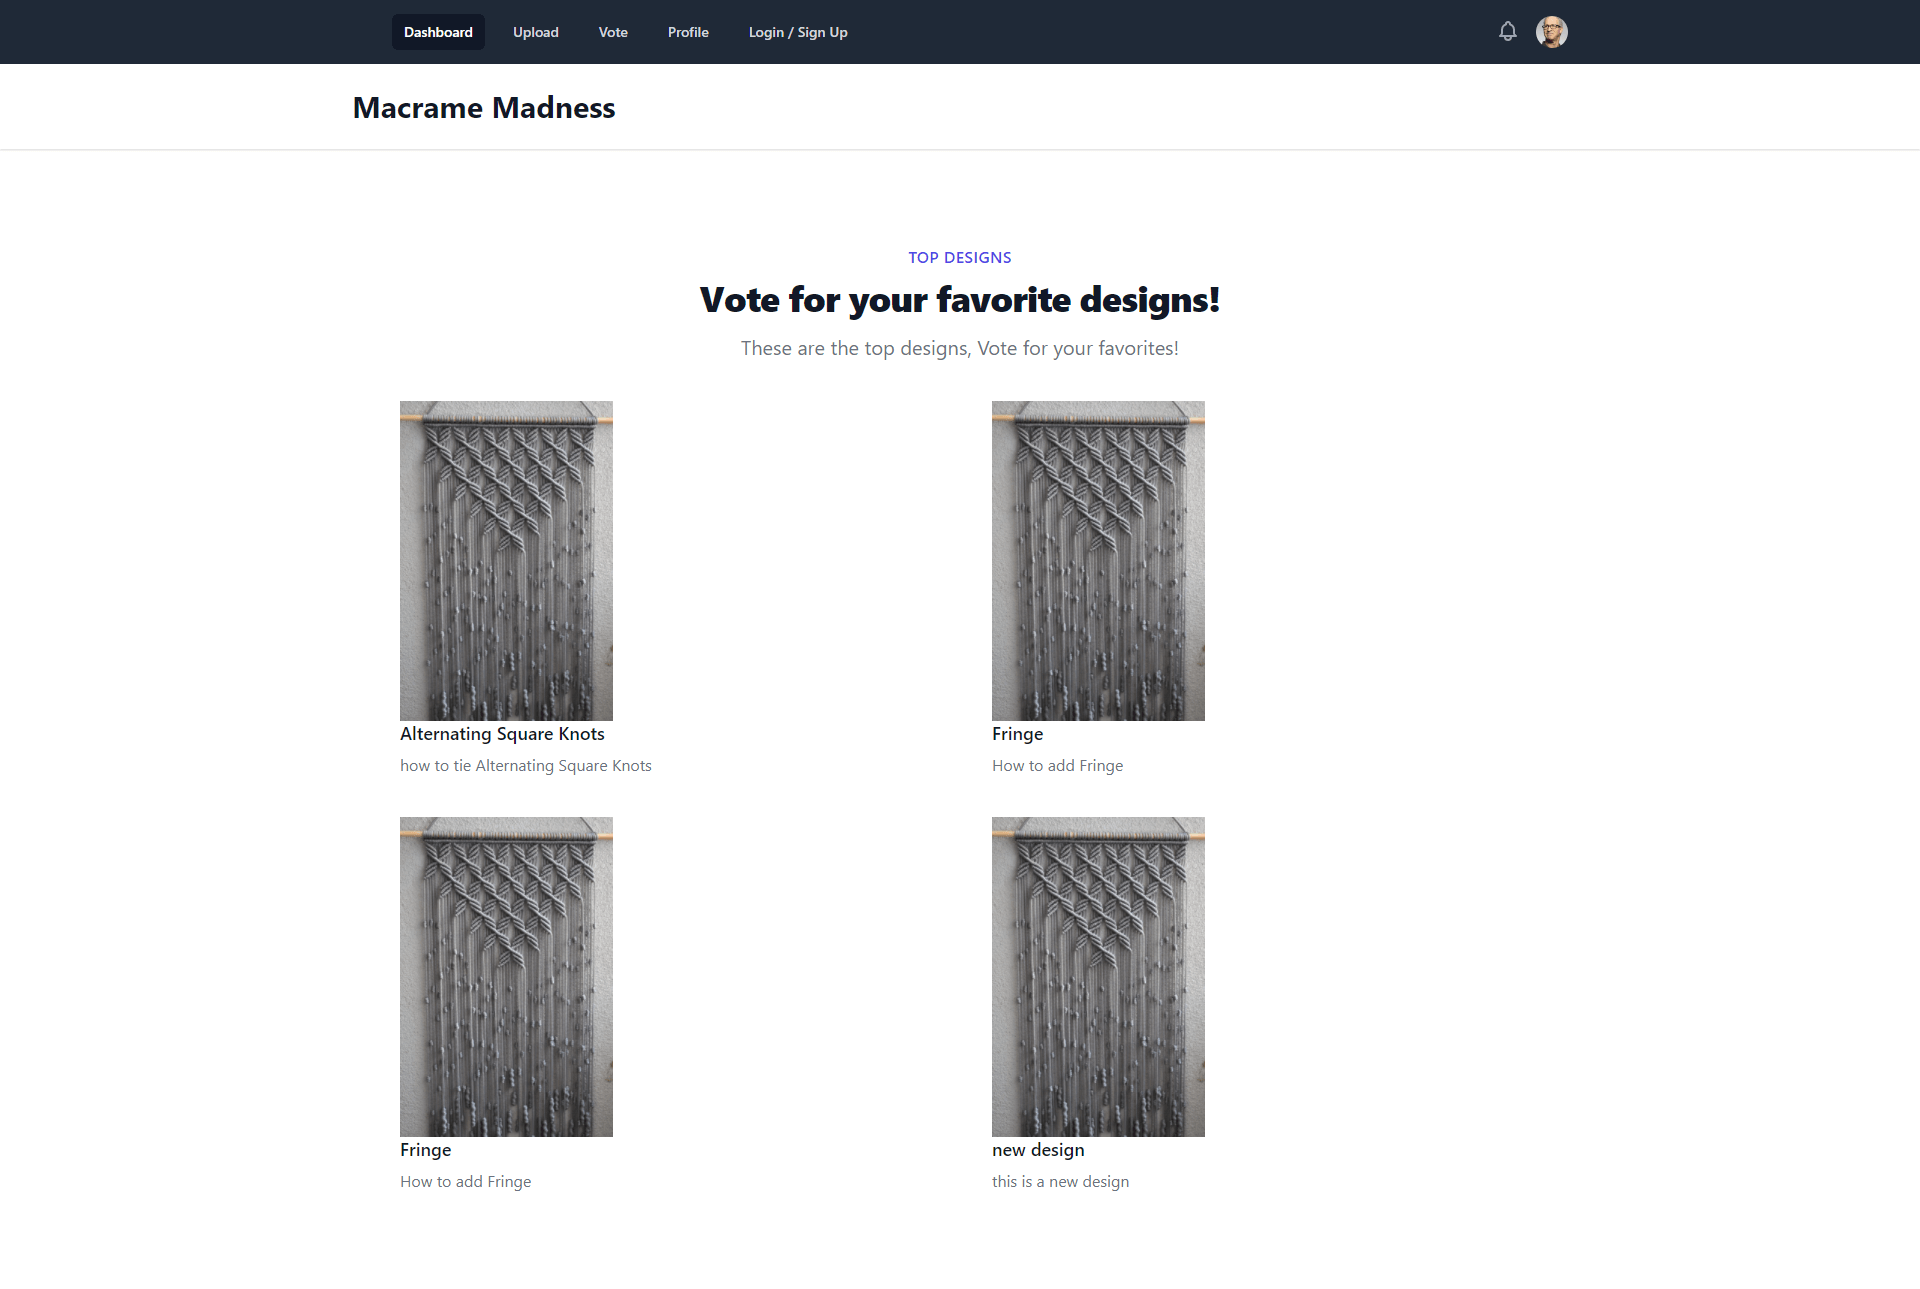 Dashboard Upload Vote Profile Login / Sign Up
Macrame Madness
TOP DESIGNS
Vote for your favorite designs!
These are the top designs, Vote for your favorites!
Alternating Square Knots
how to tie Alternating Square Knots
Fringe
How to add Fringe
Fringe
How to add Fringe
new design
this is a new design